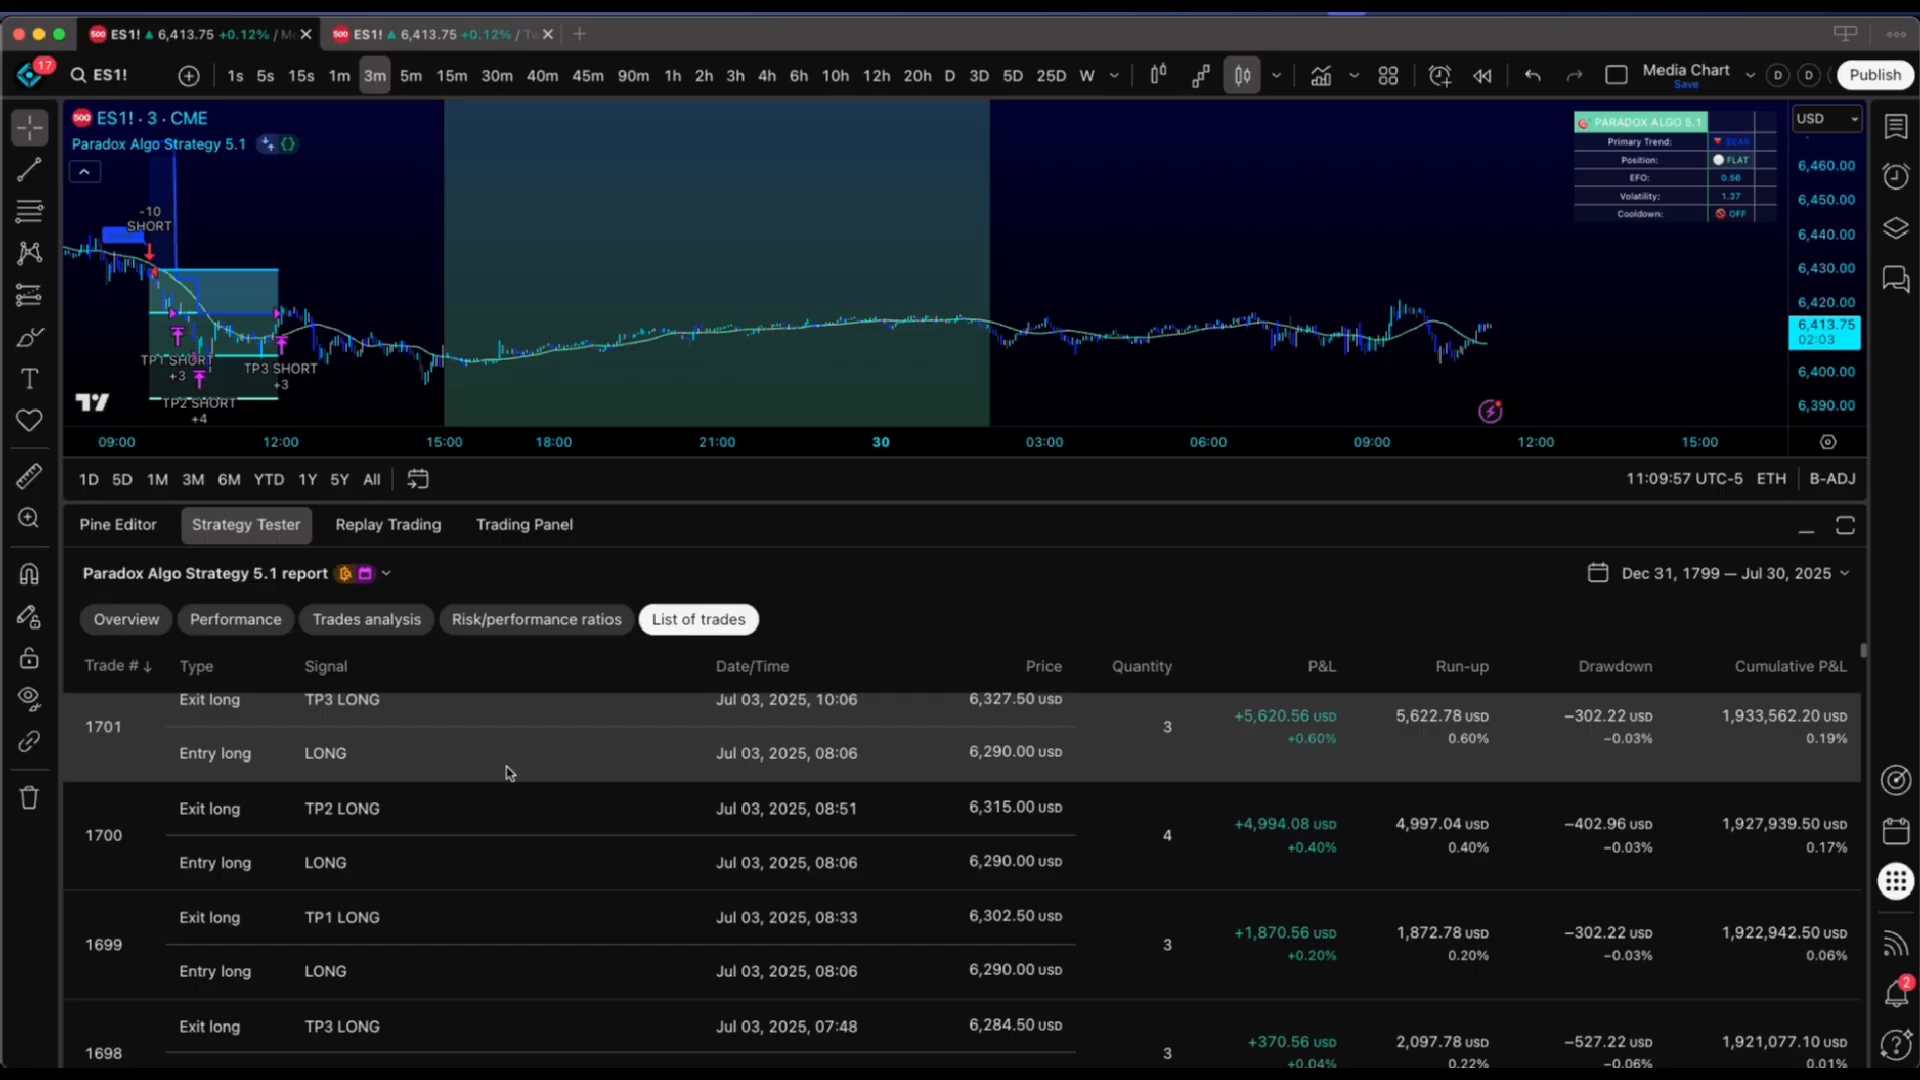 ES1! ▲ 6,413.75 +0.12% / M
ES1! ▲ 6,413.75 +0.12% / T
17
ES1!
1s 5s 15s 1m 3m 5m 15m 30m 40m 45m 90m 1h 2h 3h 4h 6h 10h 12h 20h D 3D 5D 25D W
Media Chart
Save
D
D
Publish
500 ES1! · 3 · CME
Paradox Algo Strategy 5.1
PARADOX ALGO 5.1
Primary Trend: BEAR
Position: FLAT
EFO: 0.56
Volatility: 1.37
Cooldown: OFF
USD
6,460.00
6,450.00
6,440.00
6,430.00
6,420.00
6,413.75
02:03
6,400.00
6,390.00
-10
SHORT
TP1 SHORT
+3
TP3 SHORT
+3
TP2 SHORT
+4
09:00 12:00 15:00 18:00 21:00 30 03:00 06:00 09:00 12:00 15:00
1D 5D 1M 3M 6M YTD 1Y 5Y All
11:09:57 UTC-5 ETH B-ADJ
Pine Editor Strategy Tester Replay Trading Trading Panel
Paradox Algo Strategy 5.1 report
Dec 31, 1799 — Jul 30, 2025
Overview Performance Trades analysis Risk/performance ratios List of trades
Trade # ↓ Type Signal Date/Time Price Quantity P&L Run-up Drawdown Cumulative P&L
Exit long TP3 LONG Jul 03, 2025, 10:06 6,327.50 USD
1701 3 +5,620.56 USD 5,622.78 USD −302.22 USD 1,933,562.20 USD
+0.60% 0.60% −0.03% 0.19%
Entry long LONG Jul 03, 2025, 08:06 6,290.00 USD
Exit long TP2 LONG Jul 03, 2025, 08:51 6,315.00 USD
1700 4 +4,994.08 USD 4,997.04 USD −402.96 USD 1,927,939.50 USD
+0.40% 0.40% −0.03% 0.17%
Entry long LONG Jul 03, 2025, 08:06 6,290.00 USD
Exit long TP1 LONG Jul 03, 2025, 08:33 6,302.50 USD
1699 3 +1,870.56 USD 1,872.78 USD −302.22 USD 1,922,942.50 USD
+0.20% 0.20% −0.03% 0.06%
Entry long LONG Jul 03, 2025, 08:06 6,290.00 USD
Exit long TP3 LONG Jul 03, 2025, 07:48 6,284.50 USD
1698 3 +370.56 USD 2,097.78 USD −527.22 USD 1,921,077.10 USD
+0.04% 0.22% −0.06% 0.01%
2